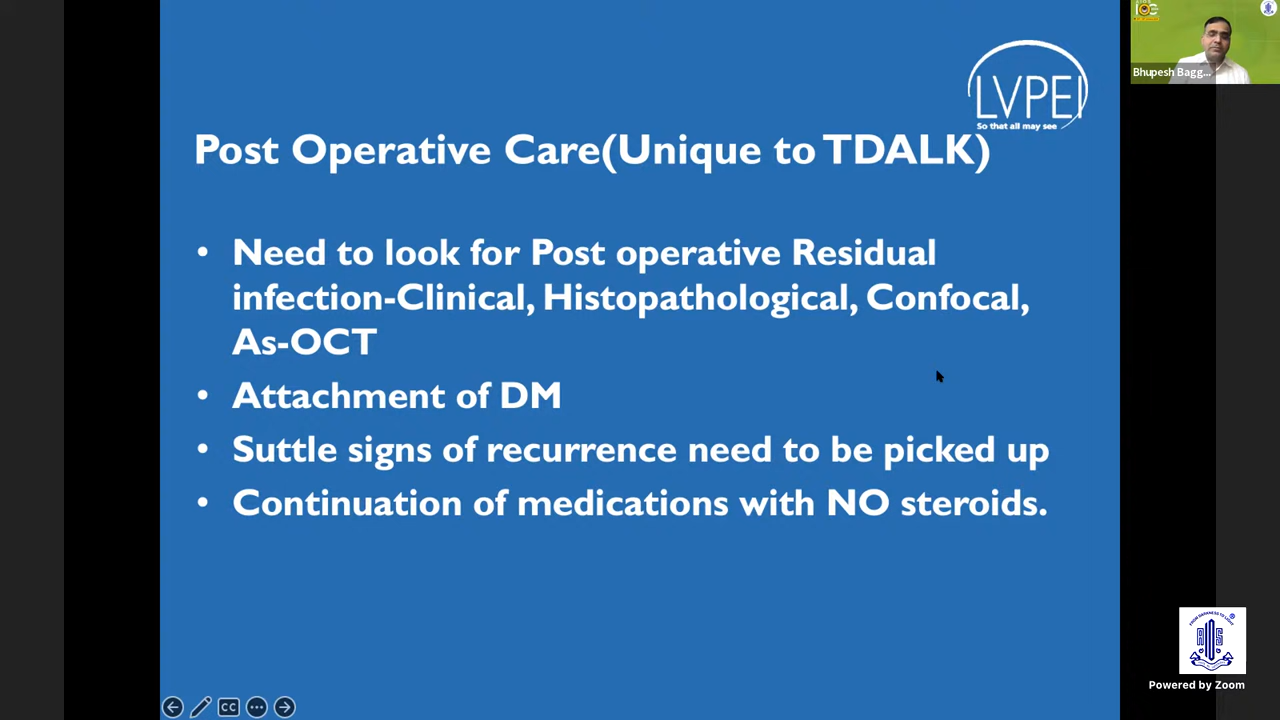 LVPEI
So that all may see
Post Operative Care(Unique to TDALK)
• Need to look for Post operative Residual
infection-Clinical, Histopathological, Confocal,
As-OCT
• Attachment of DM
• Suttle signs of recurrence need to be picked up
• Continuation of medications with NO steroids.
Bhupesh Bagg...
CC
Powered by Zoom